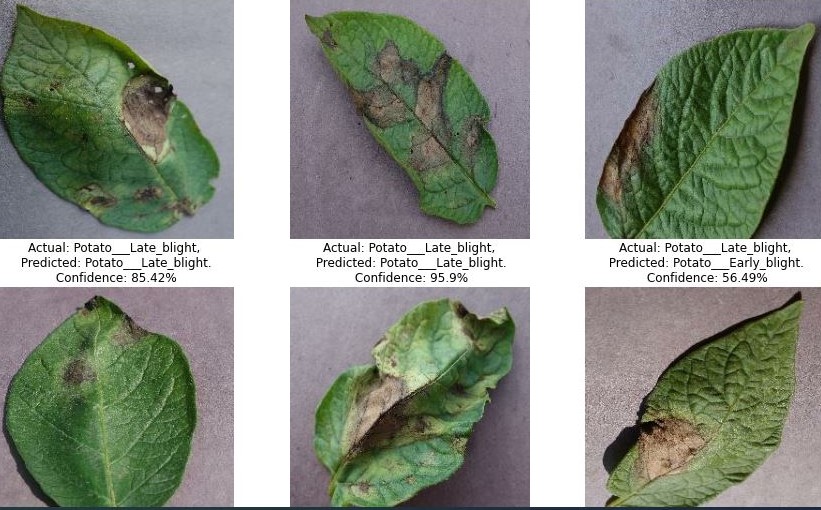 Actual: Potato___Late_blight,
Predicted: Potato___Late_blight.
Confidence: 85.42%
Actual: Potato___Late_blight,
Predicted: Potato___Late_blight.
Confidence: 95.9%
Actual: Potato___Late_blight,
Predicted: Potato___Early_blight.
Confidence: 56.49%